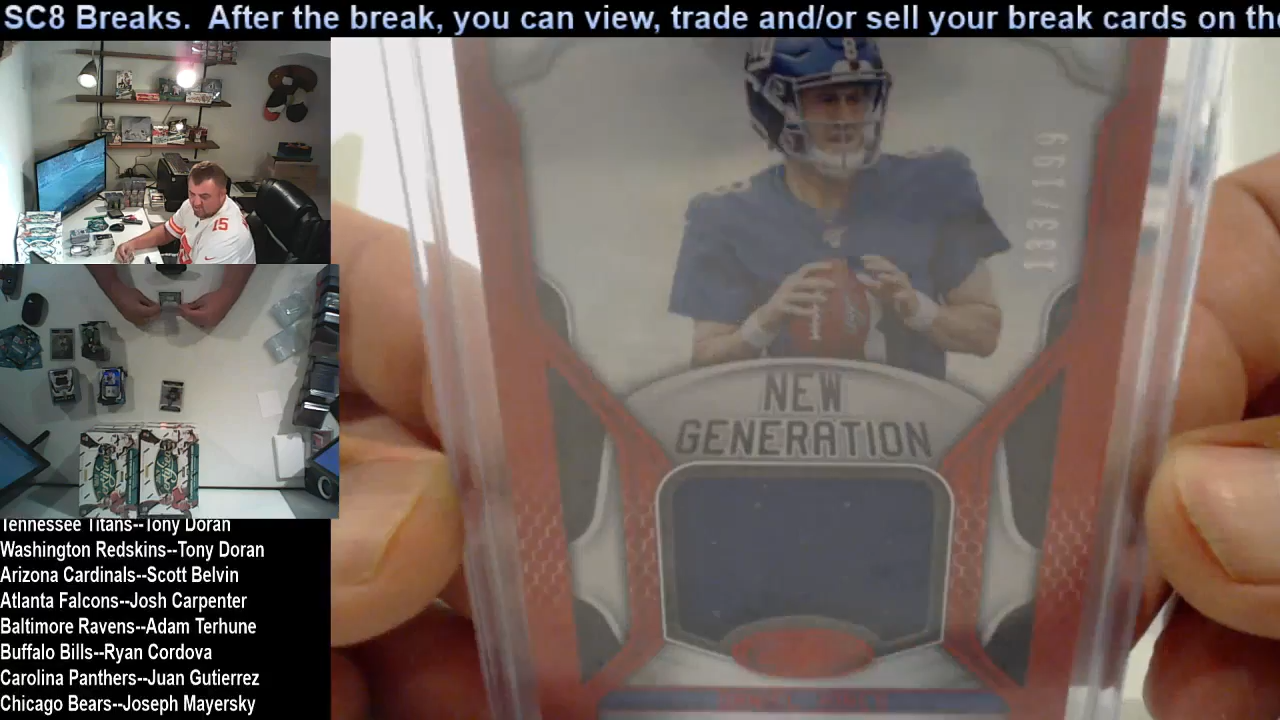 SC8 Breaks.  After the break, you can view, trade and/or sell your break cards on the
15
8
133/199
NEW
GENERATION
Tennessee Titans--Tony Doran
Washington Redskins--Tony Doran
Arizona Cardinals--Scott Belvin
Atlanta Falcons--Josh Carpenter
Baltimore Ravens--Adam Terhune
Buffalo Bills--Ryan Cordova
Carolina Panthers--Juan Gutierrez
Chicago Bears--Joseph Mayersky